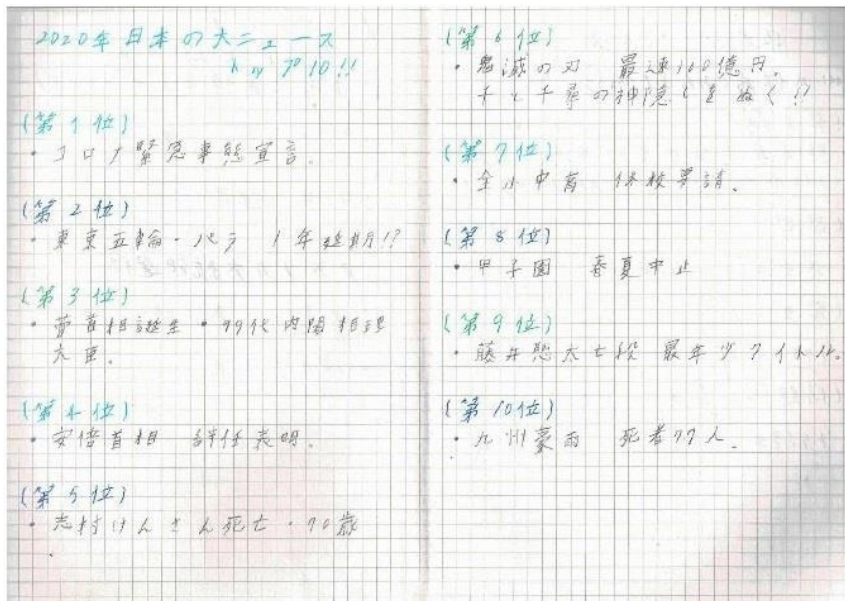 2020年 日本の大ニュース
トップ10!!
(第1位)
・コロナ緊急事態宣言.
(第2位)
・東京五輪・パラ 1年延期!?
(第3位)
・菅首相誕生・99代内閣総理
大臣.
(第4位)
・安倍首相 辞任表明.
(第5位)
・志村けんさん死亡・70歳
(第6位)
・鬼滅の刃 最速100億円.
千と千尋の神隠しをぬく!?
(第7位)
・全小中高 休校要請.
(第8位)
・甲子園 春夏中止
(第9位)
・藤井聡太七段 最年少タイトル.
(第10位)
・九州豪雨 死者77人.